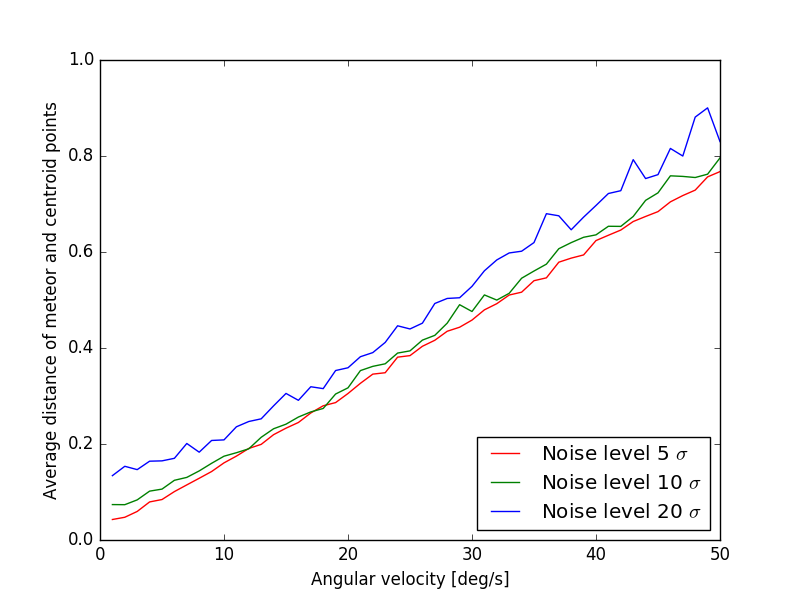 1.0
0.8
0.6
0.4
0.2
0.0
Average distance of meteor and centroid points
Noise level 5 σ
Noise level 10 σ
Noise level 20 σ
0 10 20 30 40 50
Angular velocity [deg/s]